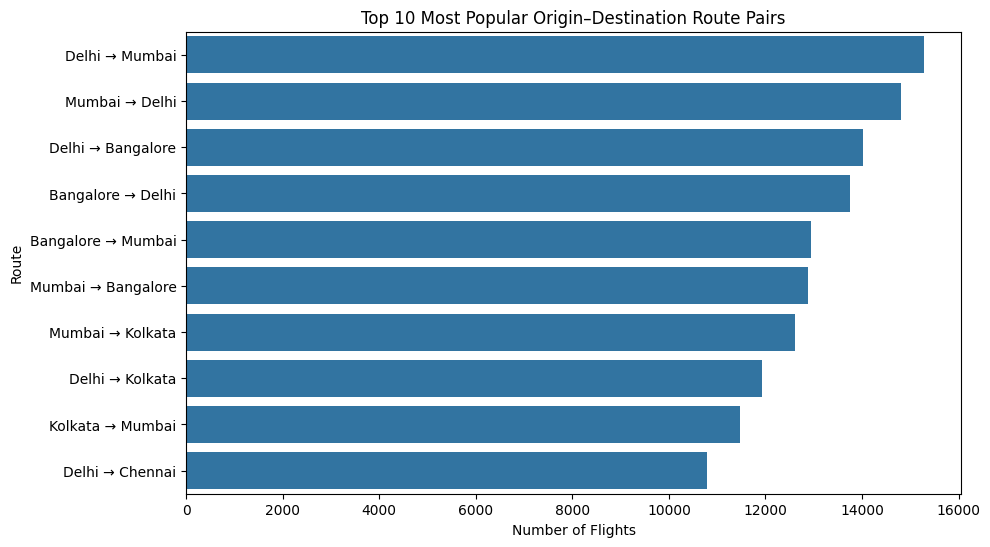 Top 10 Most Popular Origin–Destination Route Pairs
Route
Delhi → Mumbai
Mumbai → Delhi
Delhi → Bangalore
Bangalore → Delhi
Bangalore → Mumbai
Mumbai → Bangalore
Mumbai → Kolkata
Delhi → Kolkata
Kolkata → Mumbai
Delhi → Chennai
0 2000 4000 6000 8000 10000 12000 14000 16000
Number of Flights